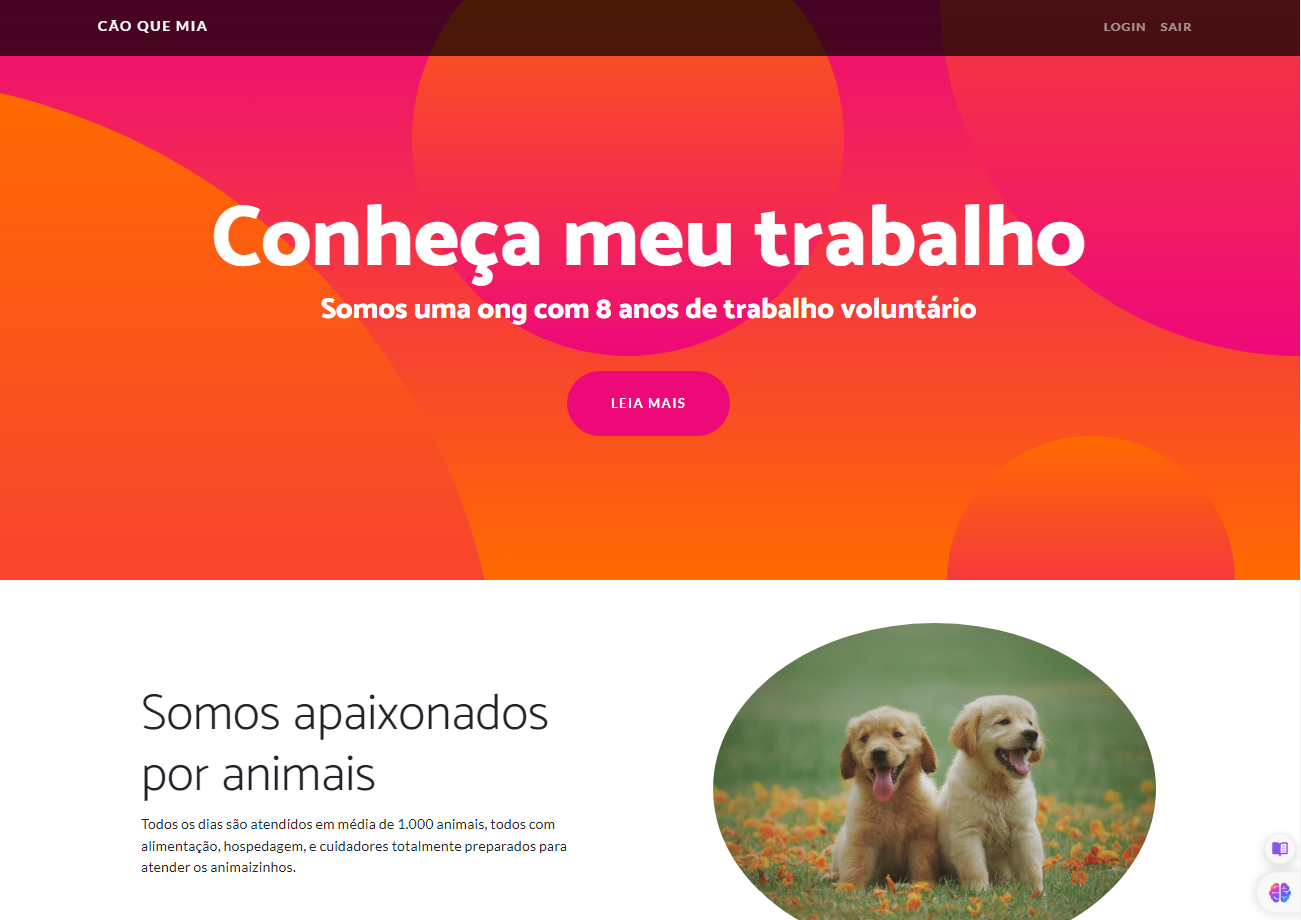 CÃO QUE MIA
LOGIN SAIR
Conheça meu trabalho
Somos uma ong com 8 anos de trabalho voluntário
LEIA MAIS
Somos apaixonados
por animais
Todos os dias são atendidos em média de 1.000 animais, todos com
alimentação, hospedagem, e cuidadores totalmente preparados para
atender os animaizinhos.